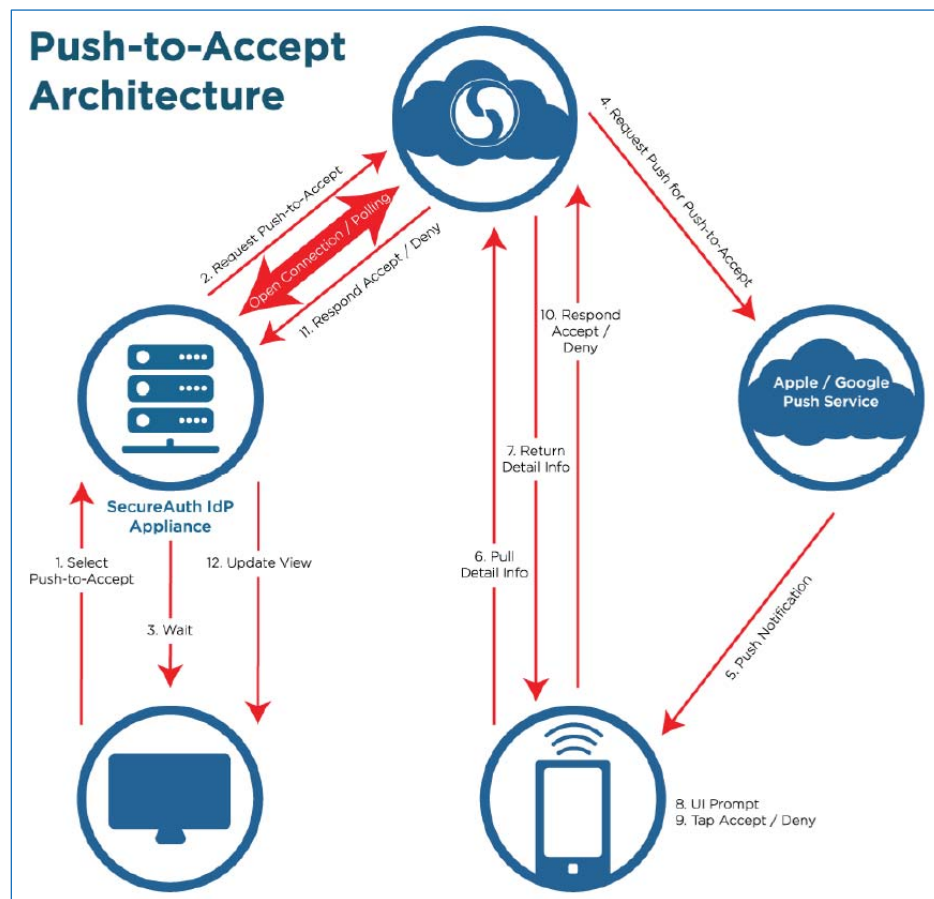 Push-to-Accept
Architecture
2. Request Push-to-Accept
Open Connection / Polling
11. Respond Accept / Deny
4. Request Push for Push-to-Accept
10. Respond
Accept /
Deny
Apple / Google
Push Service
7. Return
Detail Info
SecureAuth IdP
Appliance
1. Select
Push-to-Accept
12. Update View
6. Pull
Detail Info
3. Wait
5. Push Notification
8. UI Prompt
9. Tap Accept / Deny